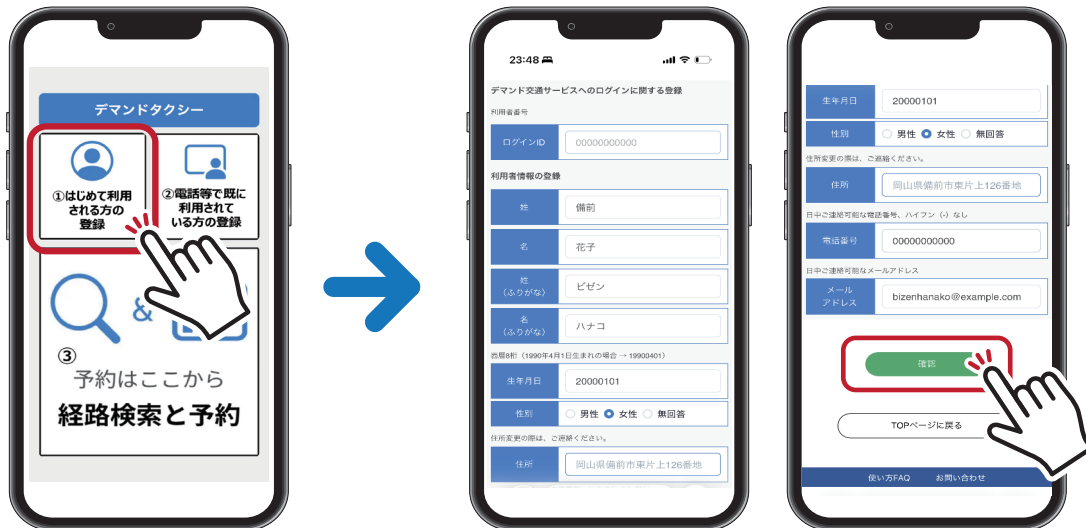 デマンドタクシー
①はじめて利用
される方の
登録
②電話等で既に
利用されて
いる方の登録
&
③
予約はここから
経路検索と予約
23:48
デマンド交通サービスへのログインに関する登録
利用者番号
ログインID
00000000000
利用者情報の登録
姓
備前
名
花子
姓
(ふりがな)
ビゼン
名
(ふりがな)
ハナコ
西暦8桁（1990年4月1日生まれの場合 → 19900401）
生年月日
20000101
性別
男性 女性 無回答
住所変更の際は、ご連絡ください。
住所
岡山県備前市東片上126番地
生年月日
20000101
性別
男性 女性 無回答
住所変更の際は、ご連絡ください。
住所
岡山県備前市東片上126番地
日中ご連絡可能な電話番号、ハイフン（-）なし
電話番号
00000000000
日中ご連絡可能なメールアドレス
メール
アドレス
bizenhanako@example.com
確認
TOPページに戻る
使い方FAQ お問い合わせ